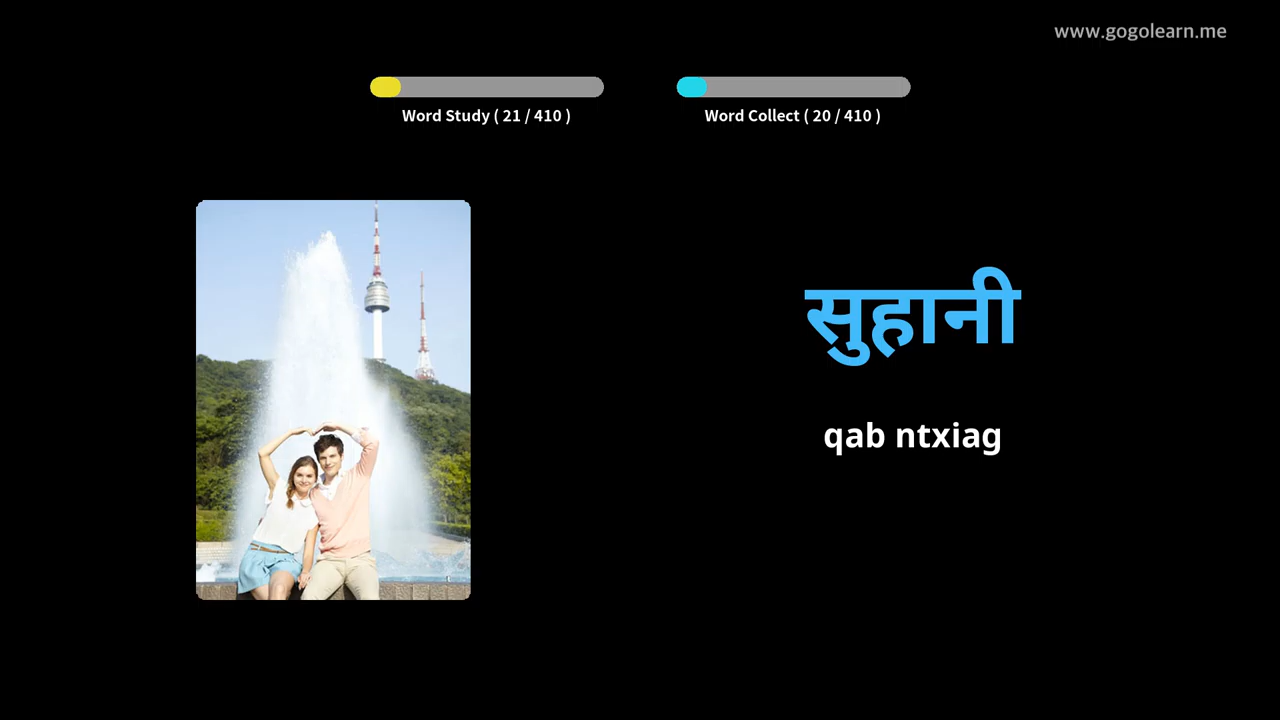 www.gogolearn.me
Word Study ( 21 / 410 )
Word Collect ( 20 / 410 )
सुहानी
qab ntxiag